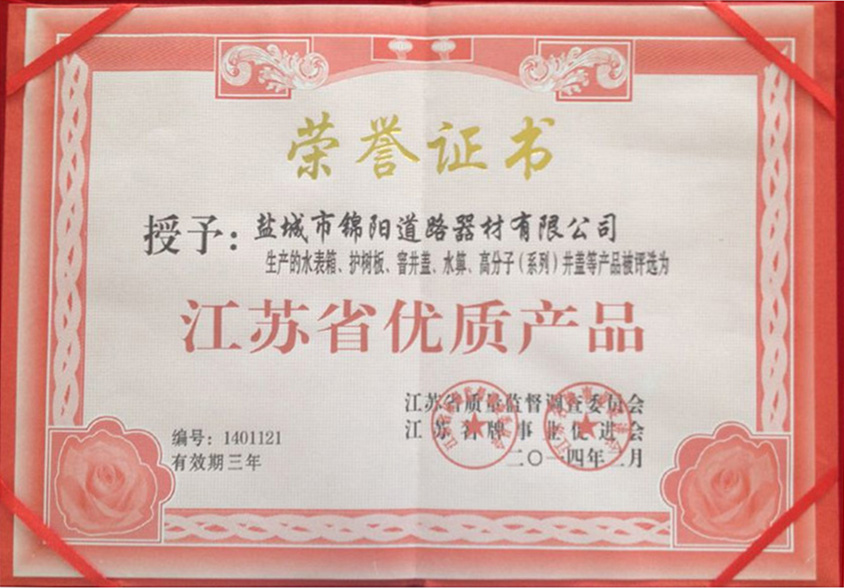 荣誉证书
授予：盐城市锦阳道路器材有限公司
生产的水表箱、护树板、窨井盖、水箅、高分子(系列)井盖等产品被评选为
江苏省优质产品
江苏省质量监督调查委员会
江苏名牌事业促进会
二〇一四年二月
编号：1401121
有效期三年